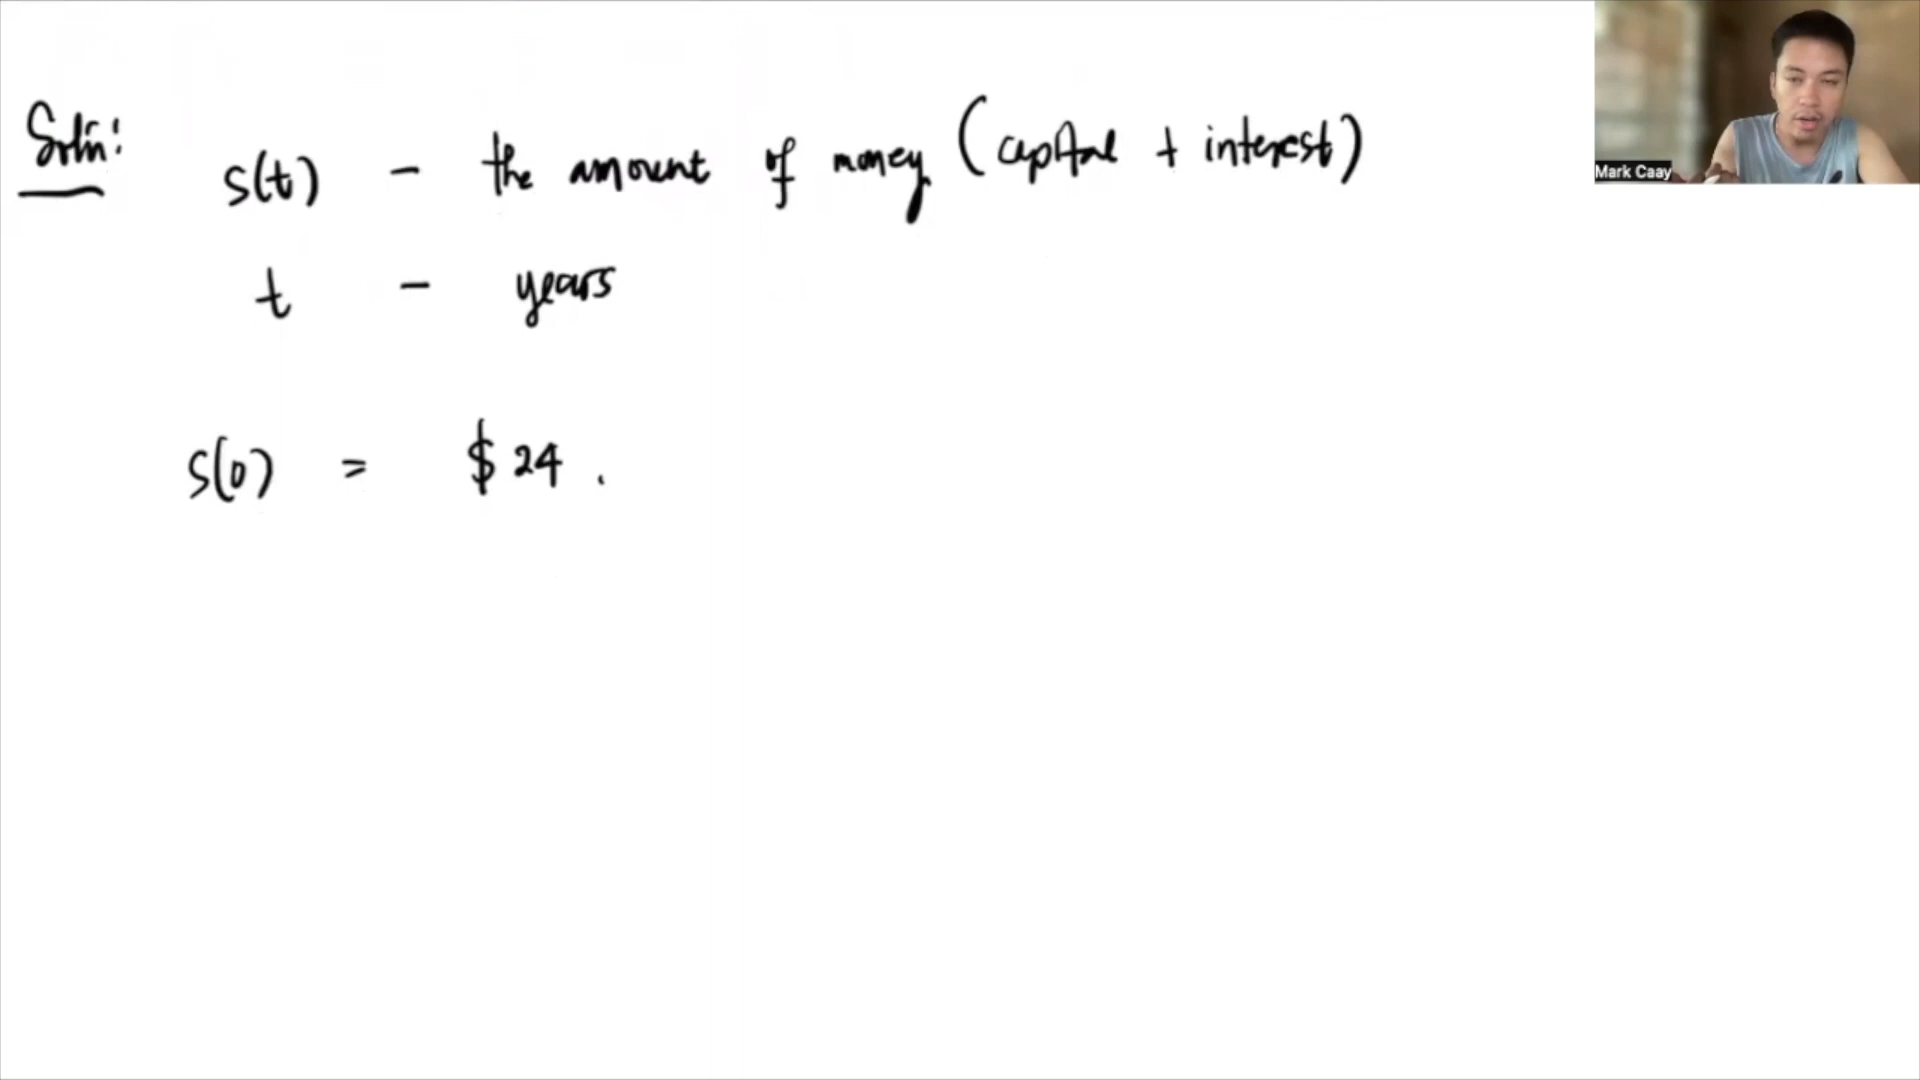 Soln:
s(t) - the amount of money (capital + interest)
t - years
s(0) = $ 24 .
Mark Caay